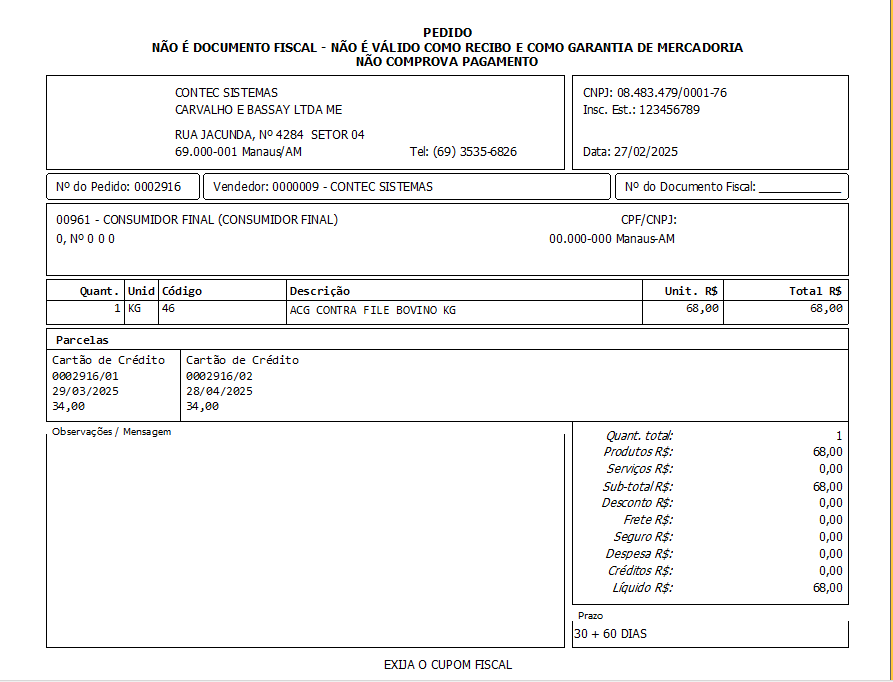 PEDIDO
NÃO É DOCUMENTO FISCAL - NÃO É VÁLIDO COMO RECIBO E COMO GARANTIA DE MERCADORIA
NÃO COMPROVA PAGAMENTO
CONTEC SISTEMAS
CARVALHO E BASSAY LTDA ME
RUA JACUNDA, Nº 4284 SETOR 04
69.000-001 Manaus/AM Tel: (69) 3535-6826
CNPJ: 08.483.479/0001-76
Insc. Est.: 123456789
Data: 27/02/2025
Nº do Pedido: 0002916 Vendedor: 0000009 - CONTEC SISTEMAS Nº do Documento Fiscal: _____________
00961 - CONSUMIDOR FINAL (CONSUMIDOR FINAL) CPF/CNPJ:
0, Nº 0 0 0 00.000-000 Manaus-AM
Quant. Unid Código Descrição Unit. R$ Total R$
1 KG 46 ACG CONTRA FILE BOVINO KG 68,00 68,00
Parcelas
Cartão de Crédito Cartão de Crédito
0002916/01 0002916/02
29/03/2025 28/04/2025
34,00 34,00
Observações / Mensagem
Quant. total: 1
Produtos R$: 68,00
Serviços R$: 0,00
Sub-total R$: 68,00
Desconto R$: 0,00
Frete R$: 0,00
Seguro R$: 0,00
Despesa R$: 0,00
Créditos R$: 0,00
Líquido R$: 68,00
Prazo
30 + 60 DIAS
EXIJA O CUPOM FISCAL